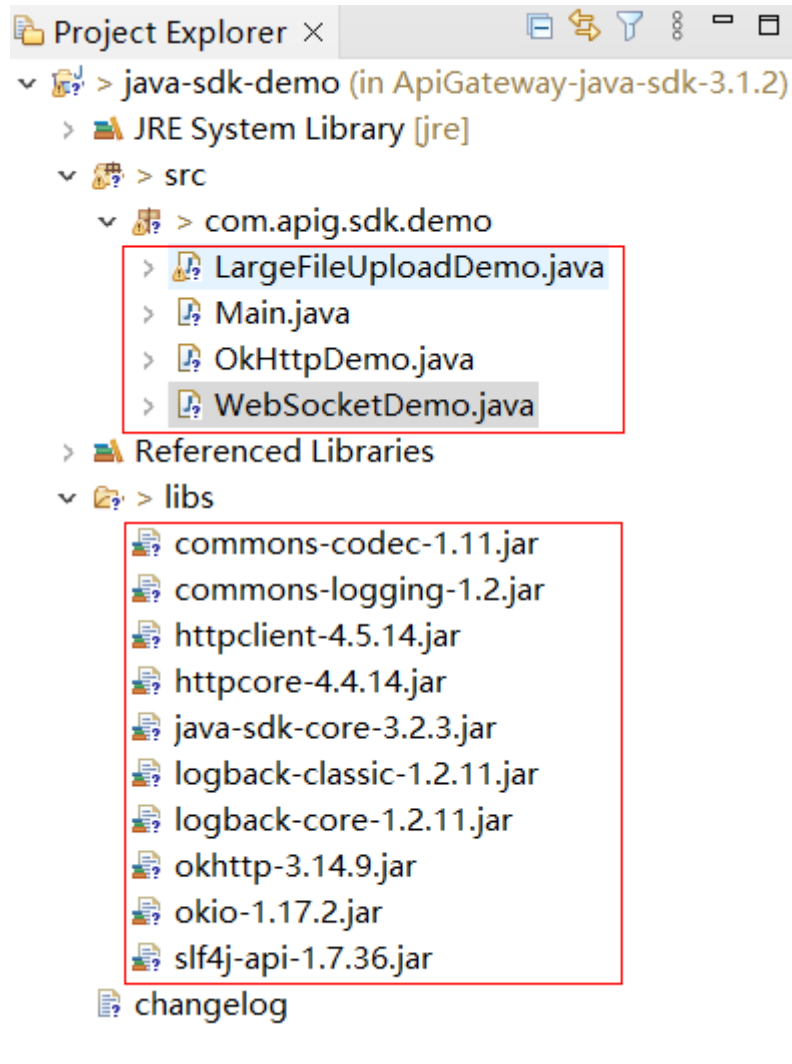 Project Explorer
> java-sdk-demo (in ApiGateway-java-sdk-3.1.2)
JRE System Library [jre]
> src
> com.apig.sdk.demo
LargeFileUploadDemo.java
Main.java
OkHttpDemo.java
WebSocketDemo.java
Referenced Libraries
> libs
commons-codec-1.11.jar
commons-logging-1.2.jar
httpclient-4.5.14.jar
httpcore-4.4.14.jar
java-sdk-core-3.2.3.jar
logback-classic-1.2.11.jar
logback-core-1.2.11.jar
okhttp-3.14.9.jar
okio-1.17.2.jar
slf4j-api-1.7.36.jar
changelog